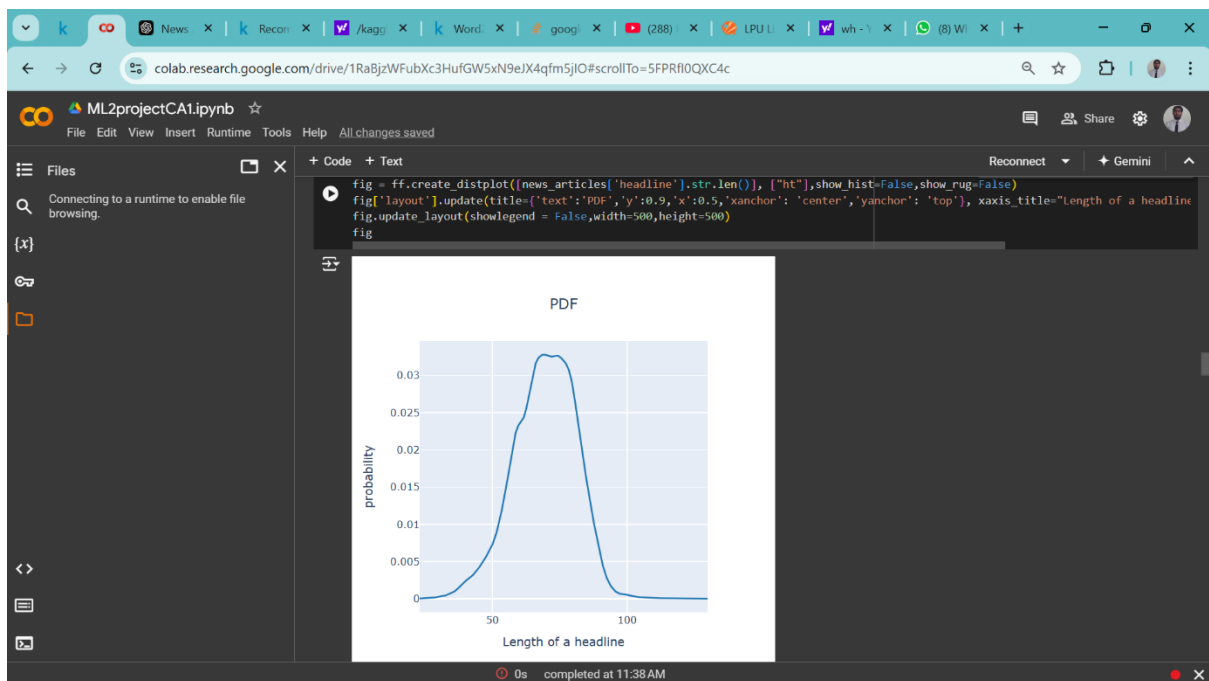 k
News
k Recon
/kagg
k Word2
googl
(288)
LPU Li
wh - Y
(8) Wh
colab.research.google.com/drive/1RaBjzWFubXc3HufGW5xN9eJX4qfm5jIO#scrollTo=5FPRfI0QXC4c
CO ML2projectCA1.ipynb
File Edit View Insert Runtime Tools Help All changes saved
Share
Files
+ Code + Text
Reconnect
Gemini
Connecting to a runtime to enable file
browsing.
{x}
fig = ff.create_distplot([news_articles['headline'].str.len()], ["ht"],show_hist=False,show_rug=False)
fig['layout'].update(title={'text':'PDF','y':0.9,'x':0.5,'xanchor': 'center','yanchor': 'top'}, xaxis_title="Length of a headline
fig.update_layout(showlegend = False,width=500,height=500)
fig
PDF
0.03
0.025
0.02
0.015
0.01
0.005
0
probability
50
100
Length of a headline
0s completed at 11:38 AM